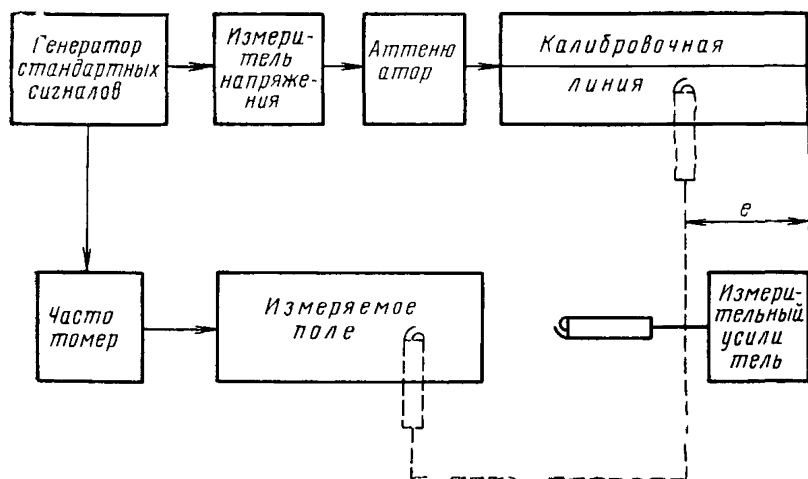 Генератор
стандартных
сигналов
Измери-
тель
напряже-
ния
Аттеню
атор
Калибровочная
линия
е
Часто
томер
Измеряемое
поле
Измери-
тельный
усили
тель